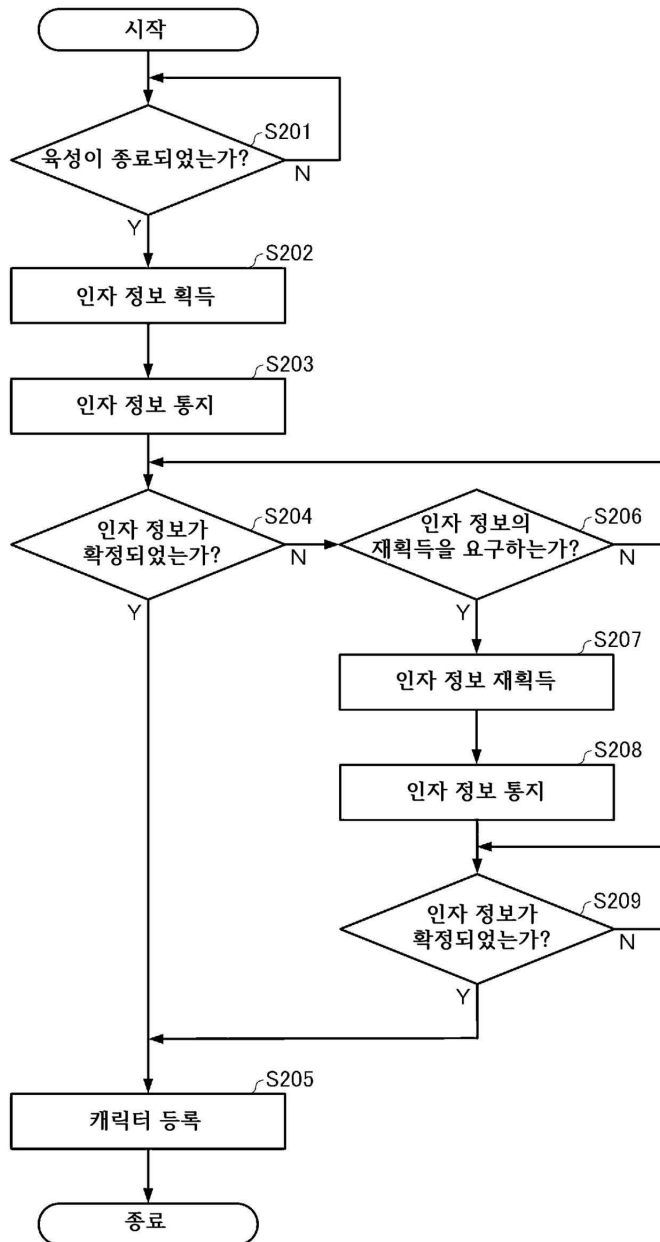 시작
S201
육성이 종료되었는가?
N
Y
S202
인자 정보 획득
S203
인자 정보 통지
S204
인자 정보가
확정되었는가?
N
Y
S206
인자 정보의
재획득을 요구하는가?
N
Y
S207
인자 정보 재획득
S208
인자 정보 통지
S209
인자 정보가
확정되었는가?
N
Y
S205
캐릭터 등록
종료